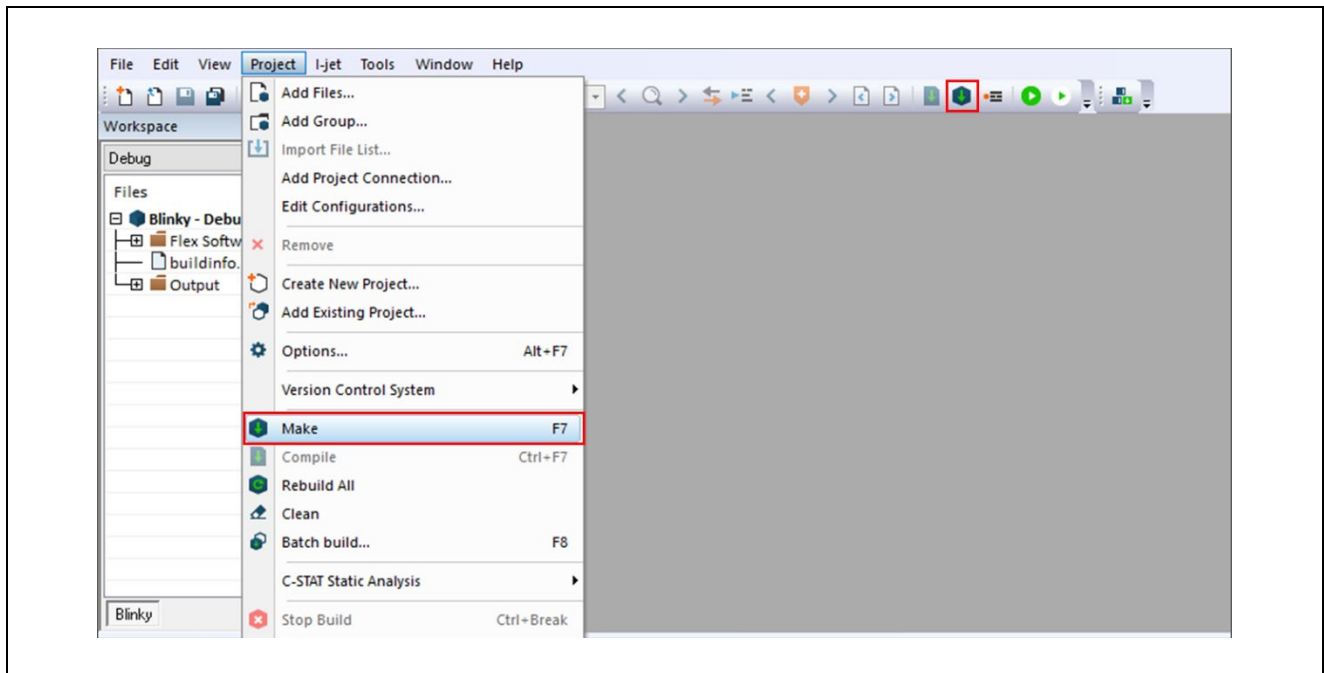 File Edit View Project I-jet Tools Window Help
Workspace
Debug
Files
Blinky - Debu
Flex Softw
buildinfo.
Output
Blinky
Add Files...
Add Group...
Import File List...
Add Project Connection...
Edit Configurations...
Remove
Create New Project...
Add Existing Project...
Options... Alt+F7
Version Control System
Make F7
Compile Ctrl+F7
Rebuild All
Clean
Batch build... F8
C-STAT Static Analysis
Stop Build Ctrl+Break